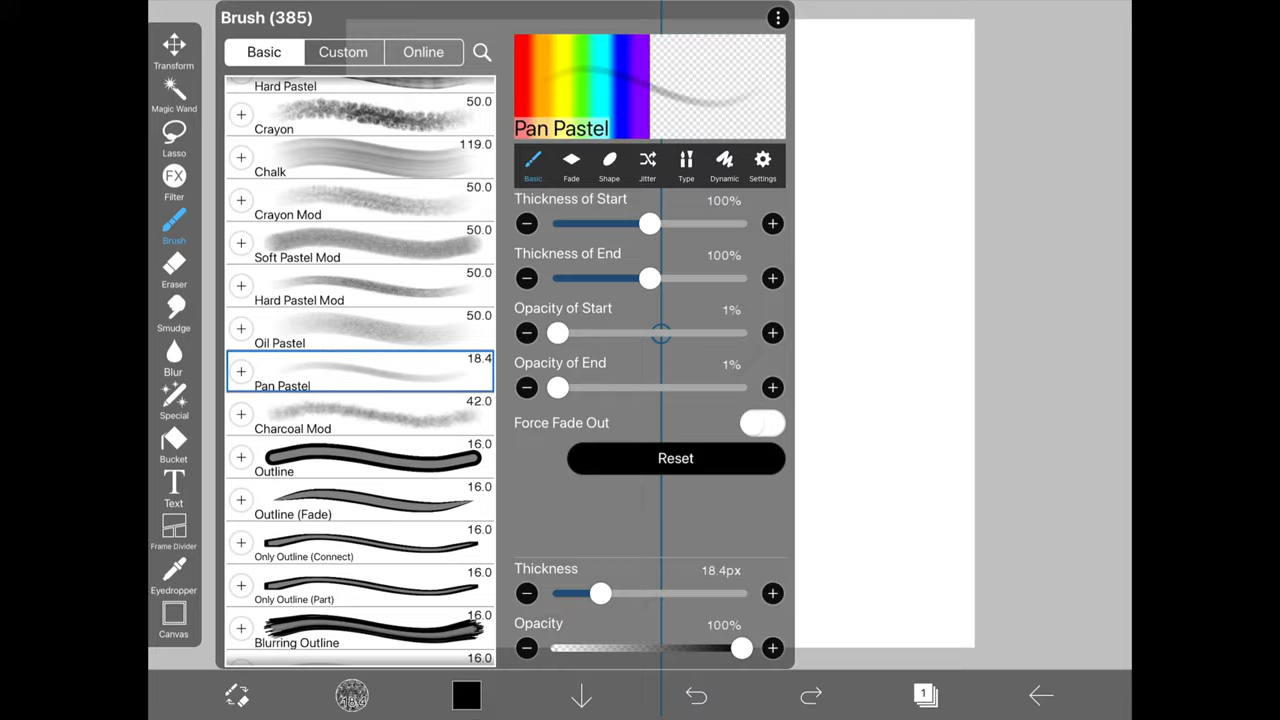 Brush (385)
Basic
Custom
Online
Transform
Magic Wand
Lasso
FX
Filter
Brush
Eraser
Smudge
Blur
Special
Bucket
T
Text
Frame Divider
Eyedropper
Canvas
Hard Pastel
50.0
Crayon
119.0
Chalk
50.0
Crayon Mod
50.0
Soft Pastel Mod
50.0
Hard Pastel Mod
50.0
Oil Pastel
18.4
Pan Pastel
42.0
Charcoal Mod
16.0
Outline
16.0
Outline (Fade)
16.0
Only Outline (Connect)
16.0
Only Outline (Part)
16.0
Blurring Outline
16.0
Pan Pastel
Basic
Fade
Shape
Jitter
Type
Dynamic
Settings
Thickness of Start
100%
Thickness of End
100%
Opacity of Start
1%
Opacity of End
1%
Force Fade Out
Reset
Thickness
18.4px
Opacity
100%
18.4
1